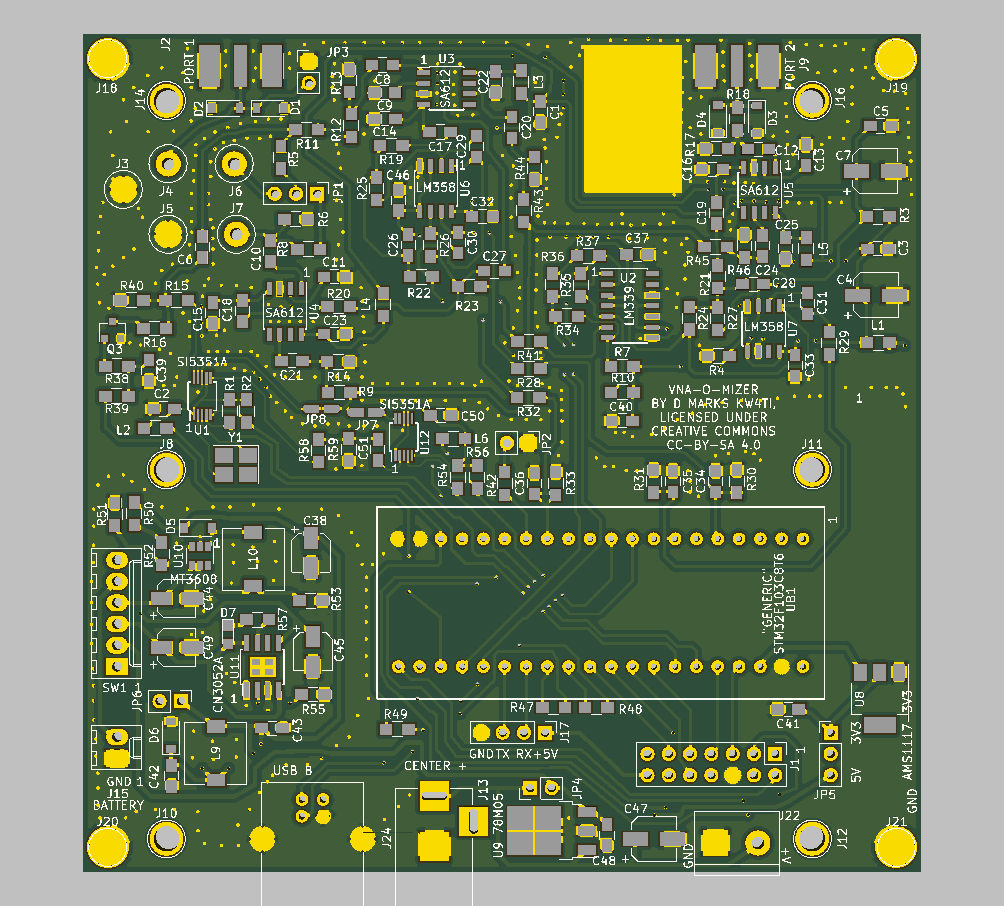 J2
PORT 1
JP3
1
U3
SA612
R13
C8
C9
C14
R12
R19
C17
C29
C22
L3
C1
C20
PORT 2
J9
J18
J14
D2
D1
R11
R5
J16
J19
R18
D4
D3
R17
C12
C13
C5
C7
+
J3
J4
J6
J5
J7
JP1
R6
R8
C10
C6
C11
R25
C46
LM358
U6
R44
R43
C32
C26
R26
C30
C27
R22
R23
C16
SA612
U5
C19
C25
L5
R3
C3
R45
R46
C24
R21
C28
C4
+
R40
R15
C15
C18
SA612
U4
1
R20
C23
L4
R37
C37
R36
R35
1
U2
LM339
R34
R24
R27
LM358
U7
1
C31
R29
L1
Q3
R16
R38
C39
R39
SI5351A
C2
L2
1
U1
R1
R2
G21
R14
R9
JP8
JP7
SI5351A
C50
U12
1
R41
R28
R32
R7
R10
C40
R4
C33
VNA-O-MIZER
BY D MARKS KW4TI,
LICENSED UNDER
CREATIVE COMMONS
CC-BY-SA 4.0
1
Y1
J8
R58
R59
C51
L6
R56
R54
R42
C36
R33
JP2
R31
C35
C34
R30
J11
R51
R50
R52
D5
U10
MT3608
L10
C38
+
R53
C44
+
C49
+
SW1
D7
R57
U11
1
CN3052A
C45
+
R55
1
"GENERIC"
STM32F103C8T6
UB1
JP6
1
D6
L9
C43
C42
R49
R47
R48
J17
GNDTX RX+5V
CENTER +
C41
U8
3V3
AMS1117
GND
3V3
5V
JP5
J1
GND 1
J15
BATTERY
J10
J20
USB B
J24
J13
78M05
U9
JP4
C48
C47
+
GND
J22
+V
J12
J21